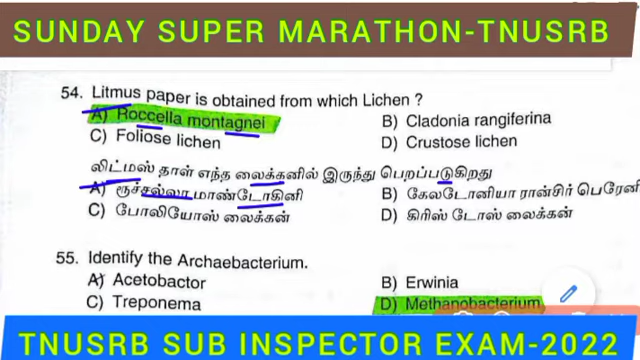 SUNDAY SUPER MARATHON-TNUSRB
54. Litmus paper is obtained from which Lichen ?
A) Roccella montagnei B) Cladonia rangiferina
C) Foliose lichen D) Crustose lichen
லிட்மஸ் தாள் எந்த லைக்கனில் இருந்து பெறப்படுகிறது
A) ரூச்சல்லா மாண்டோகினி B) கேலடோனியா ரான்சிர் பெரேனி
C) போலியோஸ் லைக்கன் D) கிரிஸ் டோஸ் லைக்கன்
55. Identify the Archaebacterium.
A) Acetobactor B) Erwinia
C) Treponema D) Methanobacterium
TNUSRB SUB INSPECTOR EXAM-2022